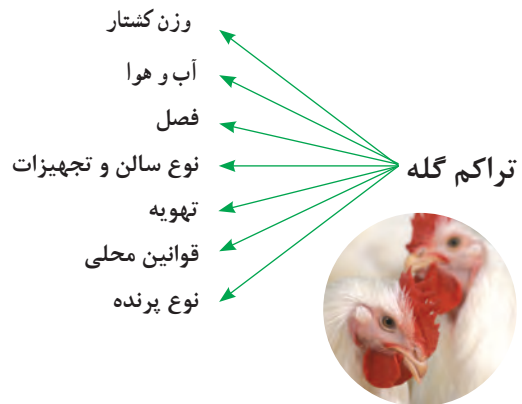 تراکم گله
وزن کشتار
آب و هوا
فصل
نوع سالن و تجهیزات
تهویه
قوانین محلی
نوع پرنده